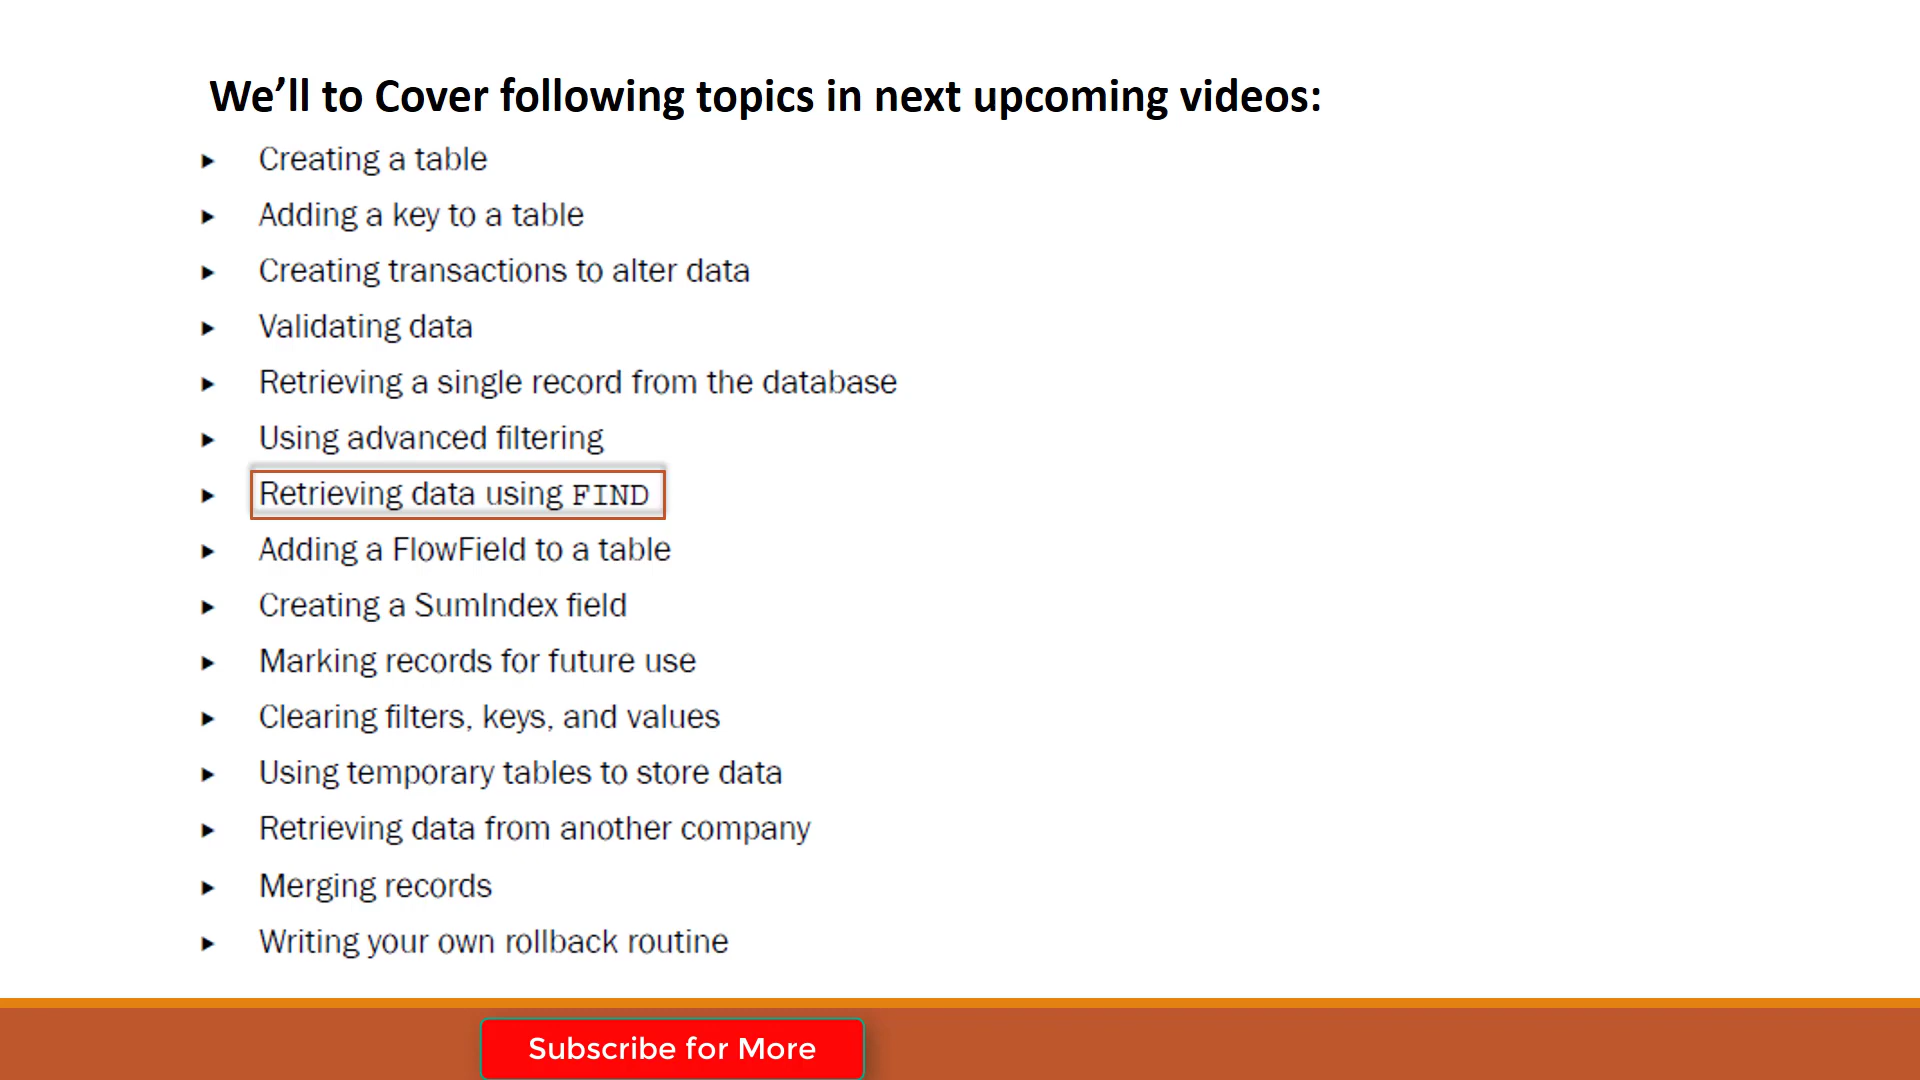 We’ll to Cover following topics in next upcoming videos:
Creating a table
Adding a key to a table
Creating transactions to alter data
Validating data
Retrieving a single record from the database
Using advanced filtering
Retrieving data using FIND
Adding a FlowField to a table
Creating a SumIndex field
Marking records for future use
Clearing filters, keys, and values
Using temporary tables to store data
Retrieving data from another company
Merging records
Writing your own rollback routine
Subscribe for More